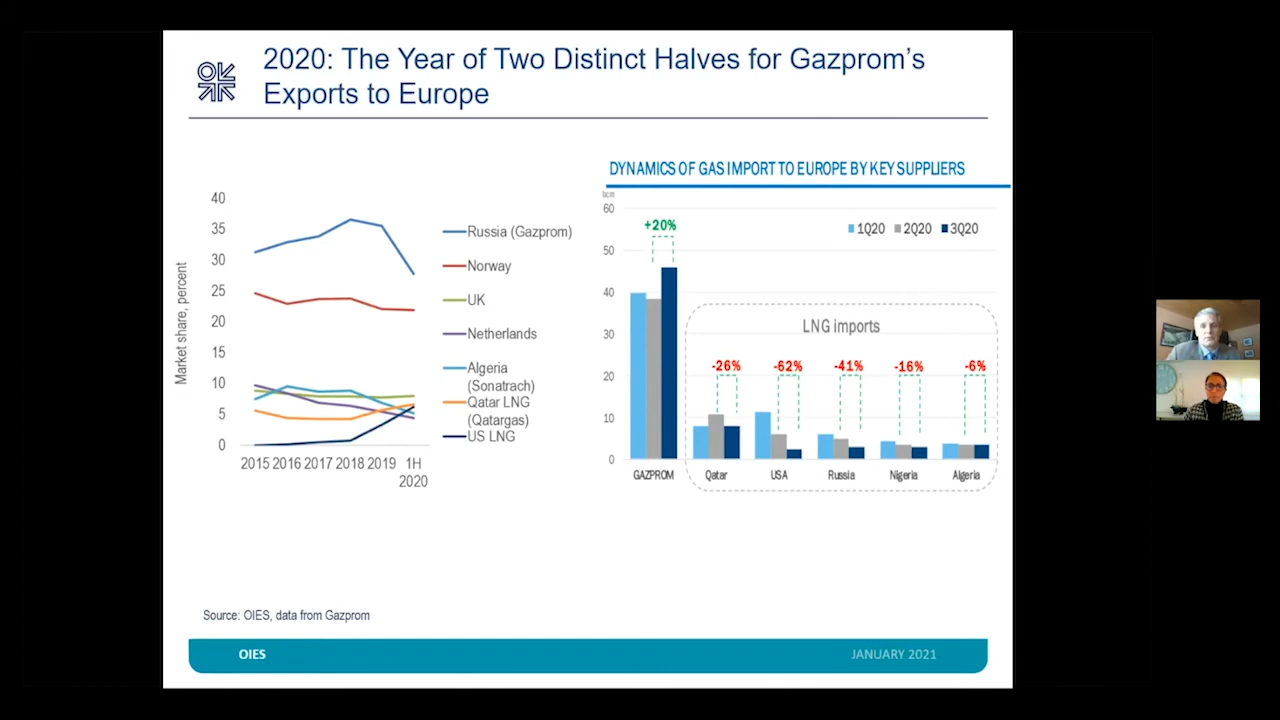 2020: The Year of Two Distinct Halves for Gazprom's
Exports to Europe
Market share, percent
40
35
30
25
20
15
10
5
0
2015 2016 2017 2018 2019 1H
2020
Russia (Gazprom)
Norway
UK
Netherlands
Algeria
(Sonatrach)
Qatar LNG
(Qatargas)
US LNG
DYNAMICS OF GAS IMPORT TO EUROPE BY KEY SUPPLIERS
bcm
60
50
40
30
20
10
0
1Q20 2Q20 3Q20
+20%
LNG imports
-26% -62% -41% -16% -6%
GAZPROM Qatar USA Russia Nigeria Algeria
Source: OIES, data from Gazprom
OIES JANUARY 2021